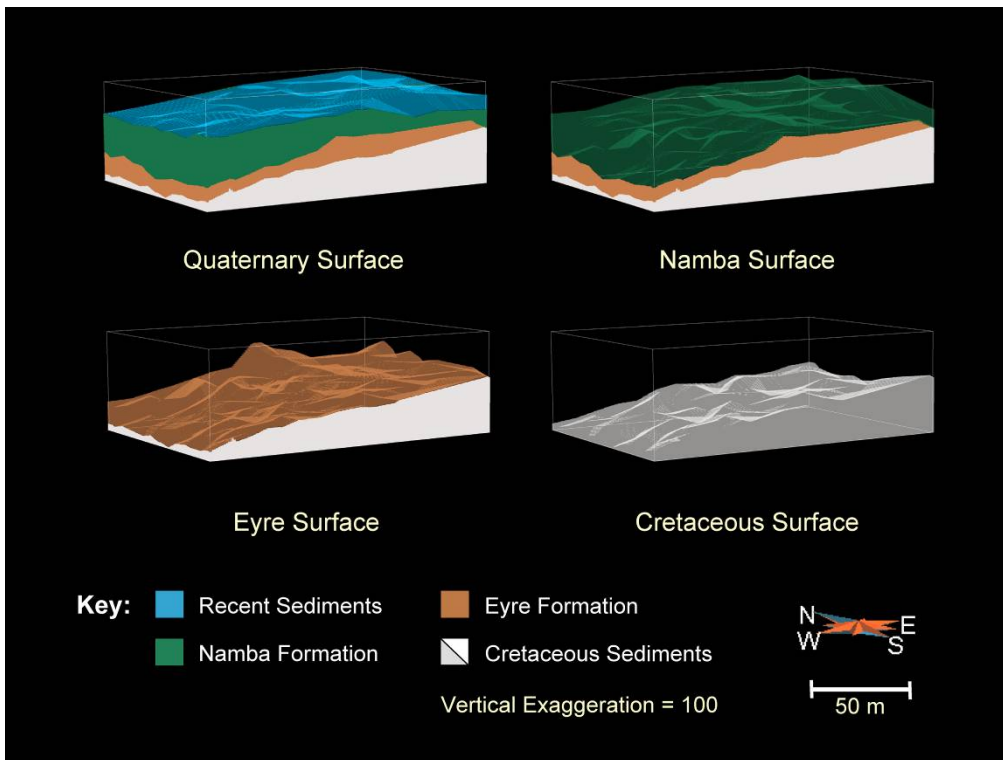 Quaternary Surface
Namba Surface
Eyre Surface
Cretaceous Surface
Key:
Recent Sediments
Eyre Formation
Namba Formation
Cretaceous Sediments
Vertical Exaggeration = 100
N
E
W
S
50 m